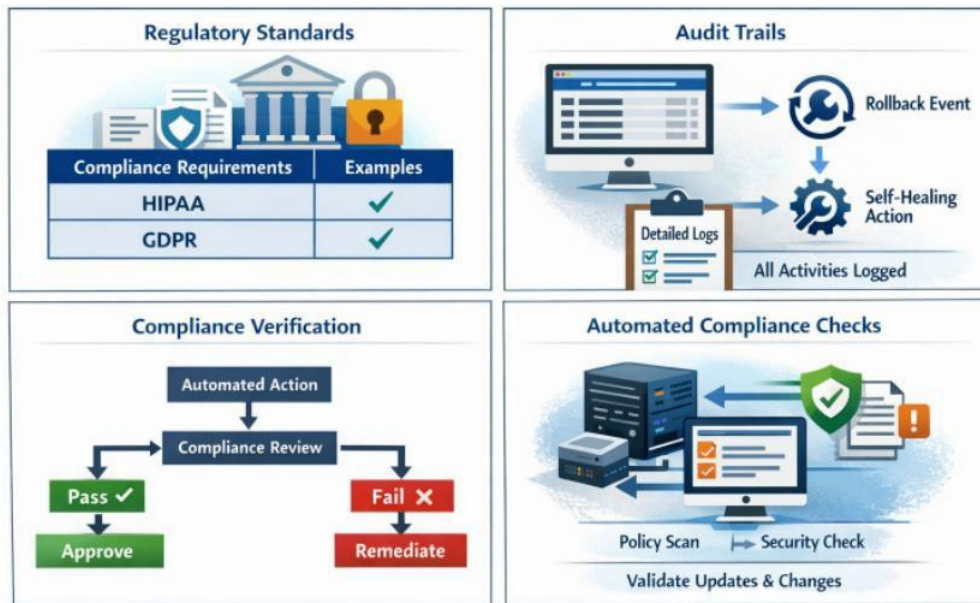 Regulatory Standards
Compliance Requirements Examples
HIPAA ✓
GDPR ✓
Audit Trails
Rollback Event
Self-Healing
Action
Detailed Logs
All Activities Logged
Compliance Verification
Automated Action
Compliance Review
Pass ✓
Fail ✕
Approve
Remediate
Automated Compliance Checks
Policy Scan
Security Check
Validate Updates & Changes